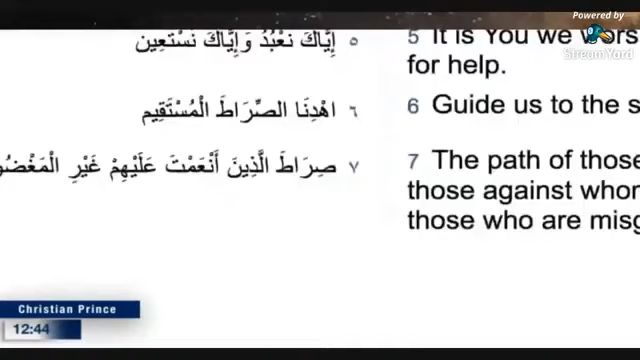 Powered by
StreamYard
إِيَّاكَ نَعْبُدُ وَإِيَّاكَ نَسْتَعِين ٥
5 It is You we
for help.
اهْدِنَا الصِّرَاطَ الْمُسْتَقِيم ٦
6 Guide us to the
صِرَاطَ الَّذِينَ أَنْعَمْتَ عَلَيْهِمْ غَيْرِ ٧
7 The path of those
those against
those who are
Christian Prince
12:44